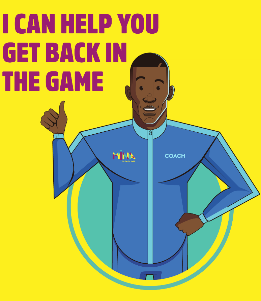 I CAN HELP YOU
GET BACK IN
THE GAME
COACH